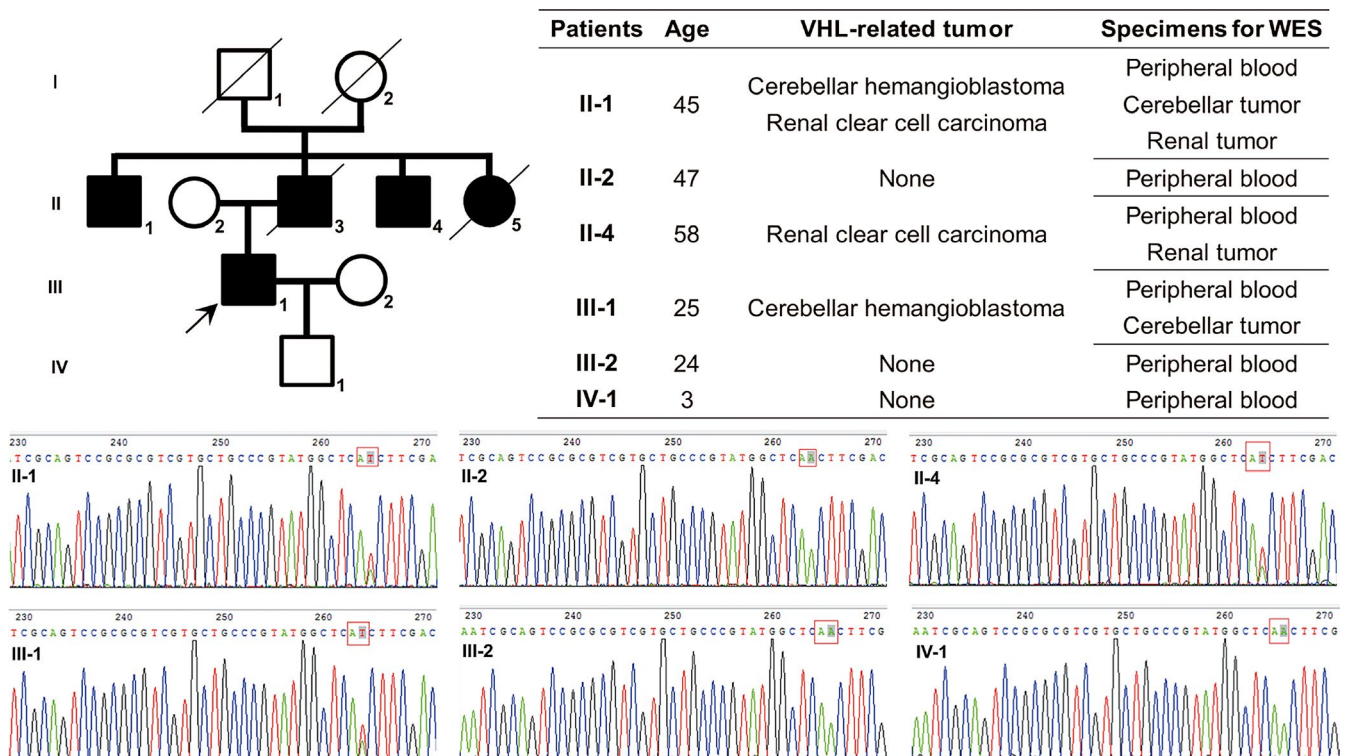 I
1
2
II
1
2
3
4
5
III
1
2
IV
1
Patients Age VHL-related tumor Specimens for WES
II-1 45 Cerebellar hemangioblastoma Renal clear cell carcinoma Peripheral blood
Cerebellar tumor
Renal tumor
II-2 47 None Peripheral blood
II-4 58 Renal clear cell carcinoma Peripheral blood
Renal tumor
III-1 25 Cerebellar hemangioblastoma Peripheral blood
Cerebellar tumor
III-2 24 None Peripheral blood
IV-1 3 None Peripheral blood
230 240 250 260 270
TCGCAGTCCGCGCGTCGTGCTGCCCGTATGGCTCATCTTCGA
II-1
230 240 250 260 271
TCGCAGTCCGCGCGTCGTGCTGCCCGTATGGCTCAACTTCGAC
II-2
230 240 250 260 271
TCGCAGTCCGCGCGTCGTGCTGCCCGTATGGCTCATCTTCGAC
II-4
230 240 250 260 270
TCGCAGTCCGCGCGTCGTGCTGCCCGTATGGCTCATCTTCGAC
III-1
230 240 250 260 270
AATCGCAGTCCGCGCGTCGTGCTGCCCGTATGGCTCAACTTCG
III-2
230 240 250 260 270
AATCGCAGTCCGCGCGTCGTGCTGCCCGTATGGCTCAACTTCG
IV-1